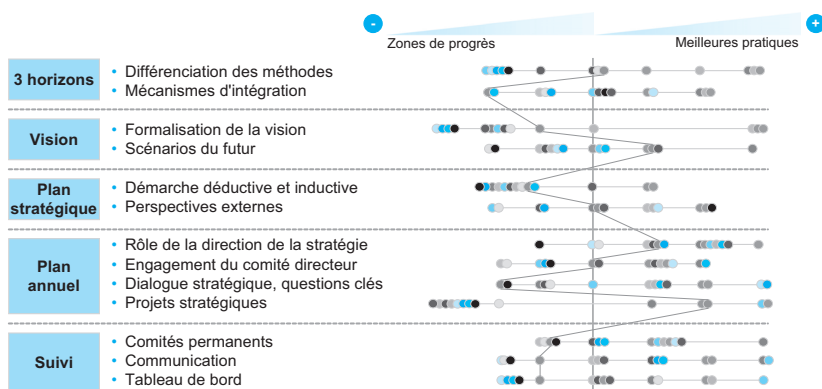 -
+
Zones de progrès
Meilleures pratiques
3 horizons
• Différenciation des méthodes
• Mécanismes d'intégration
Vision
• Formalisation de la vision
• Scénarios du futur
Plan
stratégique
• Démarche déductive et inductive
• Perspectives externes
Plan
annuel
• Rôle de la direction de la stratégie
• Engagement du comité directeur
• Dialogue stratégique, questions clés
• Projets stratégiques
Suivi
• Comités permanents
• Communication
• Tableau de bord